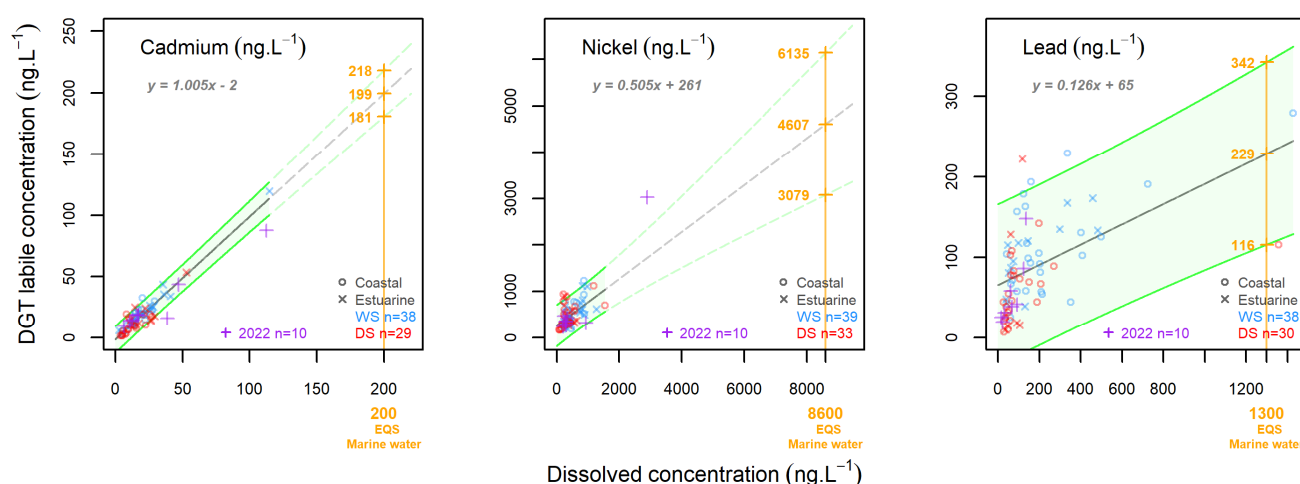 DGT labile concentration (ng.L⁻¹)
Cadmium (ng.L⁻¹)
y = 1.005x - 2
250
200
150
100
50
0
218
199
181
Coastal
Estuarine
WS n=38
2022 n=10
DS n=29
0 50 100 150 200
200
EQS
Marine water
Nickel (ng.L⁻¹)
y = 0.505x + 261
5000
3000
1000
0
6135
4607
3079
Coastal
Estuarine
WS n=39
2022 n=10
DS n=33
0 2000 4000 6000 8000
8600
EQS
Marine water
Lead (ng.L⁻¹)
y = 0.126x + 65
300
200
100
0
342
229
116
Coastal
Estuarine
WS n=38
2022 n=10
DS n=30
0 200 400 600 800 1200
1300
EQS
Marine water
Dissolved concentration (ng.L⁻¹)